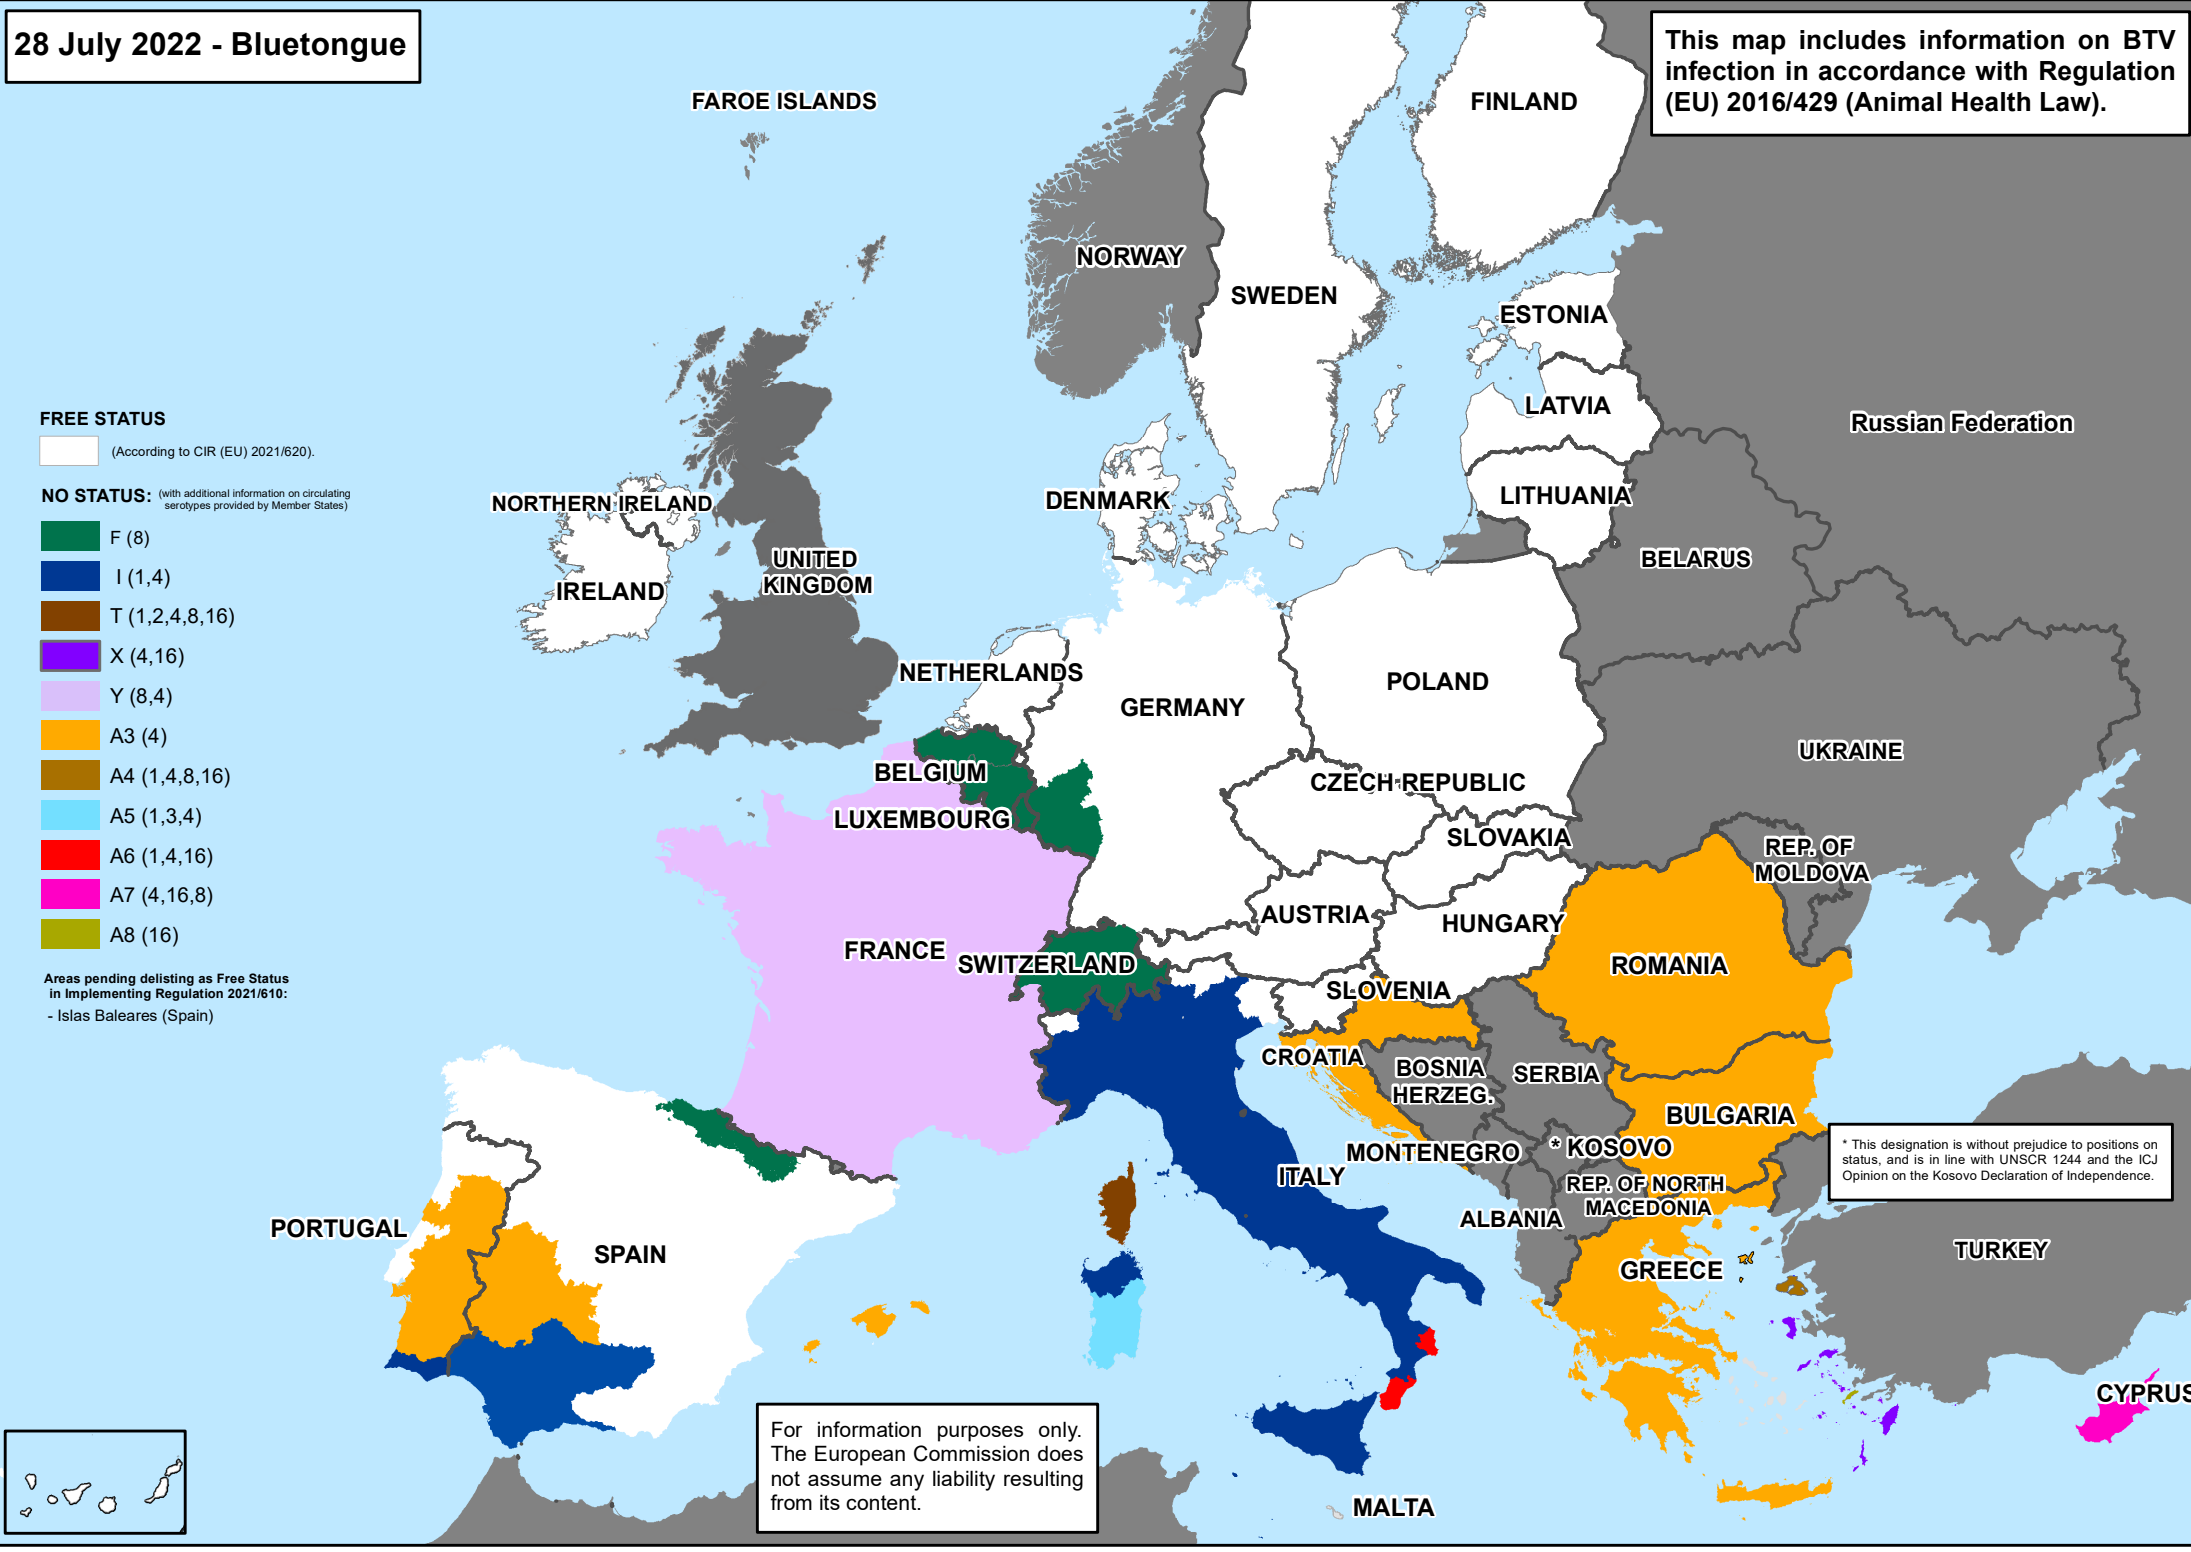 28 July 2022 - Bluetongue
This map includes information on BTV
infection in accordance with Regulation
(EU) 2016/429 (Animal Health Law).
FAROE ISLANDS
FINLAND
NORWAY
SWEDEN
ESTONIA
LATVIA
Russian Federation
LITHUANIA
DENMARK
NORTHERN IRELAND
UNITED
KINGDOM
IRELAND
BELARUS
NETHERLANDS
GERMANY
POLAND
UKRAINE
BELGIUM
CZECH REPUBLIC
LUXEMBOURG
SLOVAKIA
REP. OF
MOLDOVA
AUSTRIA
HUNGARY
FRANCE
SWITZERLAND
ROMANIA
SLOVENIA
CROATIA
BOSNIA
HERZEG.
SERBIA
BULGARIA
MONTENEGRO
* KOSOVO
ITALY
REP. OF NORTH
MACEDONIA
ALBANIA
PORTUGAL
SPAIN
GREECE
TURKEY
CYPRUS
MALTA
FREE STATUS
(According to CIR (EU) 2021/620).
NO STATUS: (with additional information on circulating
serotypes provided by Member States)
F (8)
I (1,4)
T (1,2,4,8,16)
X (4,16)
Y (8,4)
A3 (4)
A4 (1,4,8,16)
A5 (1,3,4)
A6 (1,4,16)
A7 (4,16,8)
A8 (16)
Areas pending delisting as Free Status
in Implementing Regulation 2021/610:
- Islas Baleares (Spain)
* This designation is without prejudice to positions on
status, and is in line with UNSCR 1244 and the ICJ
Opinion on the Kosovo Declaration of Independence.
For information purposes only.
The European Commission does
not assume any liability resulting
from its content.